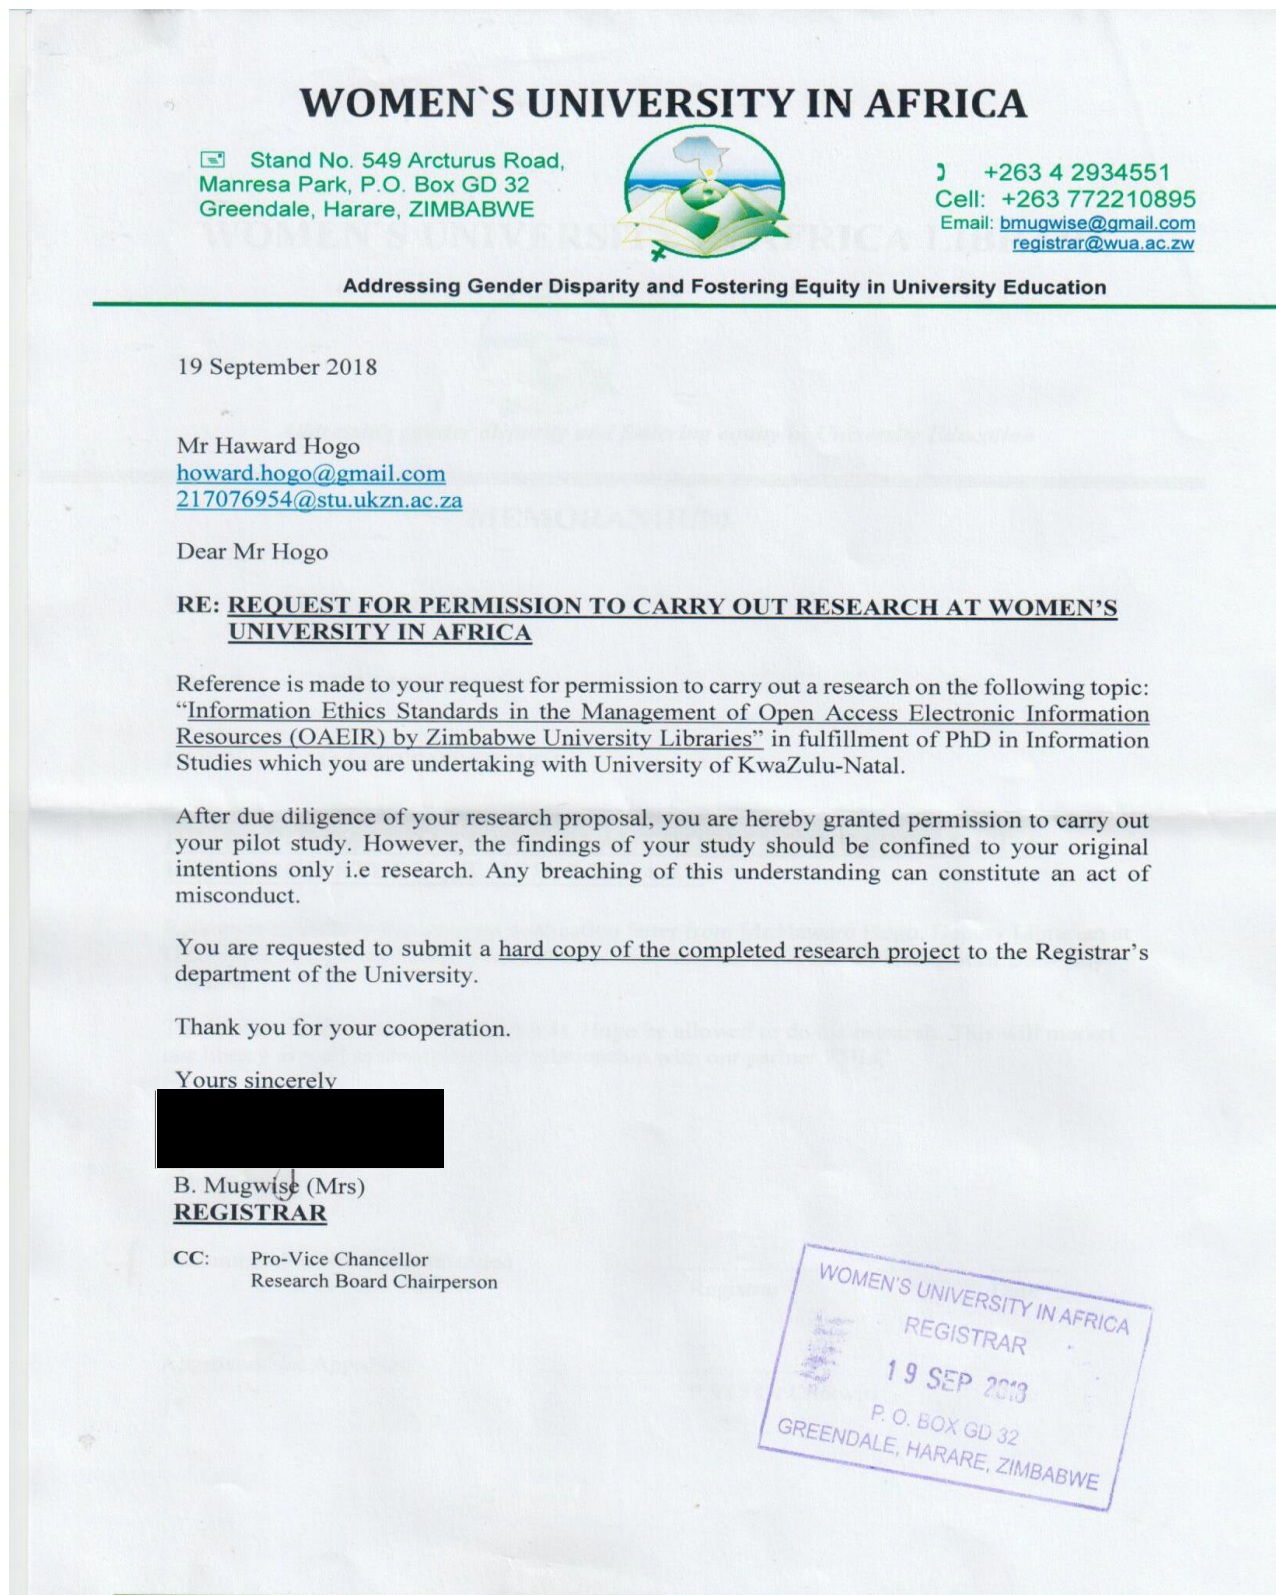 WOMEN`S UNIVERSITY IN AFRICA
Stand No. 549 Arcturus Road,
Manresa Park, P.O. Box GD 32
Greendale, Harare, ZIMBABWE
+263 4 2934551
Cell: +263 772210895
Email: bmugwise@gmail.com
registrar@wua.ac.zw
Addressing Gender Disparity and Fostering Equity in University Education
19 September 2018
Mr Haward Hogo
howard.hogo@gmail.com
217076954@stu.ukzn.ac.za
Dear Mr Hogo
RE: REQUEST FOR PERMISSION TO CARRY OUT RESEARCH AT WOMEN’S
UNIVERSITY IN AFRICA
Reference is made to your request for permission to carry out a research on the following topic:
“Information Ethics Standards in the Management of Open Access Electronic Information
Resources (OAEIR) by Zimbabwe University Libraries” in fulfillment of PhD in Information
Studies which you are undertaking with University of KwaZulu-Natal.
After due diligence of your research proposal, you are hereby granted permission to carry out
your pilot study. However, the findings of your study should be confined to your original
intentions only i.e research. Any breaching of this understanding can constitute an act of
misconduct.
You are requested to submit a hard copy of the completed research project to the Registrar’s
department of the University.
Thank you for your cooperation.
Yours sincerely
B. Mugwise (Mrs)
REGISTRAR
CC: Pro-Vice Chancellor
Research Board Chairperson
WOMEN'S UNIVERSITY IN AFRICA
REGISTRAR
19 SEP 2018
P. O. BOX GD 32
GREENDALE, HARARE, ZIMBABWE